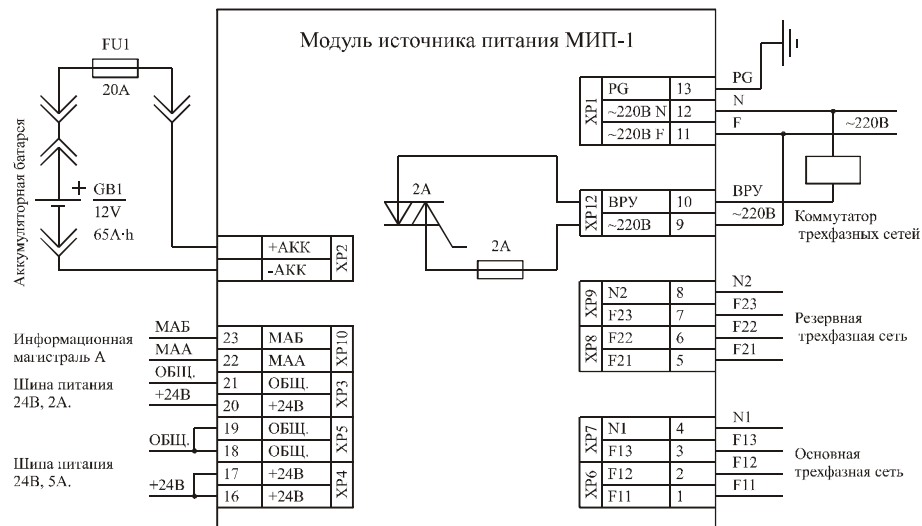 Модуль источника питания МИП-1
FU1
20А
Аккумуляторная батарея
+
GB1
12V
65А·h
+АКК
-АКК
XP2
Информационная
магистраль А
МАБ
МАА
23 МАБ
22 МАА
XP10
Шина питания
24В, 2А.
ОБЩ.
+24В
21 ОБЩ.
20 +24В
XP3
19 ОБЩ.
18 ОБЩ.
XP5
ОБЩ.
Шина питания
24В, 5А.
+24В
17 +24В
16 +24В
XP4
2А
2А
XP1
PG 13
~220В N 12
~220В F 11
PG
N
F
~220В
XP12
ВРУ 10
~220В 9
ВРУ
~220В
Коммутатор
трехфазных сетей
XP9
N2 8
F23 7
XP8
F22 6
F21 5
N2
F23
F22
F21
Резервная
трехфазная сеть
XP7
N1 4
F13 3
XP6
F12 2
F11 1
N1
F13
F12
F11
Основная
трехфазная сеть